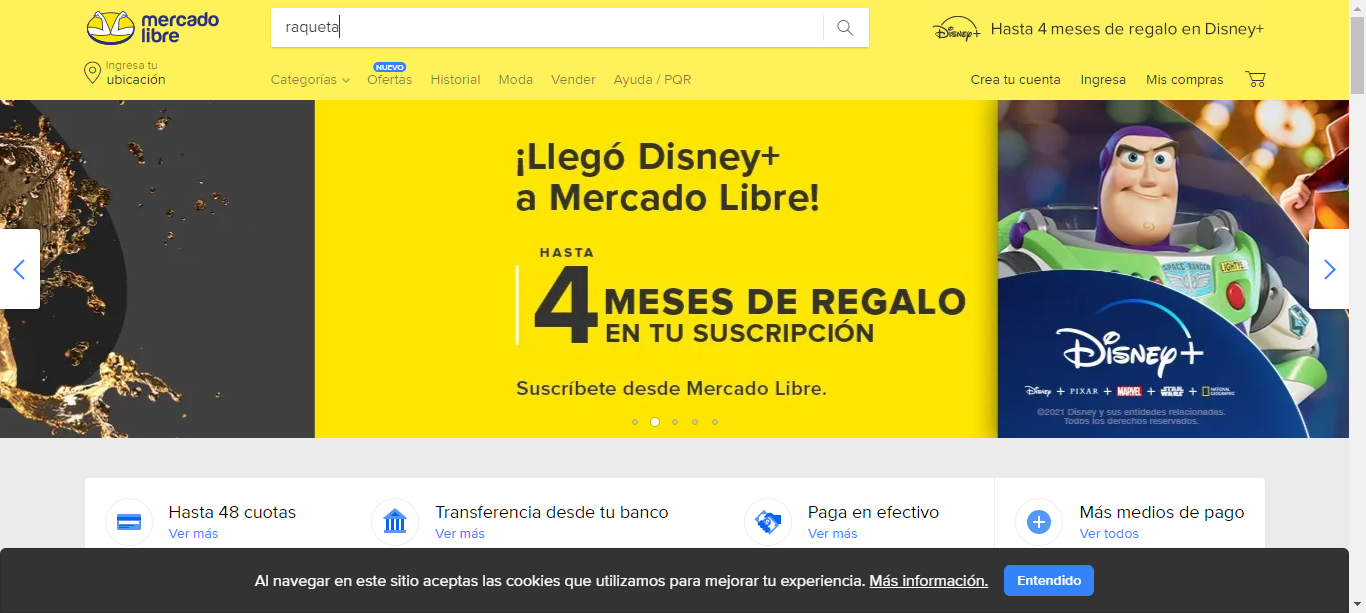 mercado
libre
raqueta
Disney+ Hasta 4 meses de regalo en Disney+
Ingresa tu
ubicación
NUEVO
Categorías Ofertas Historial Moda Vender Ayuda / PQR
Crea tu cuenta Ingresa Mis compras
¡Llegó Disney+
a Mercado Libre!
HASTA
4 MESES DE REGALO
EN TU SUSCRIPCIÓN
Suscríbete desde Mercado Libre.
SPACE RANGER LIGHTYE
Disney+
Disney + PIXAR + MARVEL + STAR WARS + NATIONAL GEOGRAPHIC
©2021 Disney y sus entidades relacionadas.
Todos los derechos reservados.
Hasta 48 cuotas
Ver más
Transferencia desde tu banco
Ver más
Paga en efectivo
Ver más
Más medios de pago
Ver todos
Al navegar en este sitio aceptas las cookies que utilizamos para mejorar tu experiencia. Más información. Entendido